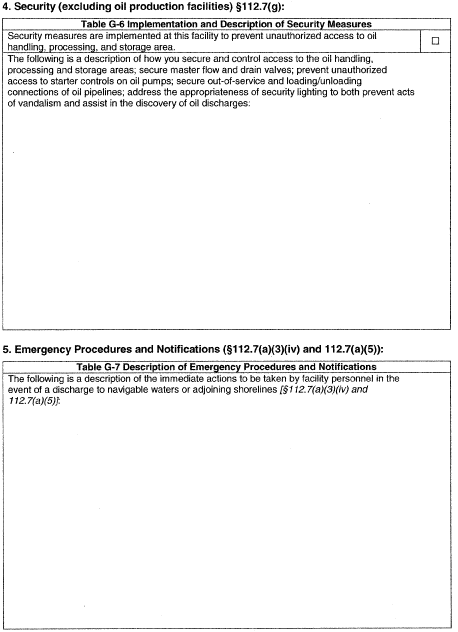 4. Security (excluding oil production facilities) §112.7(g):
Table G-6 Implementation and Description of Security Measures
Security measures are implemented at this facility to prevent unauthorized access to oil
handling, processing, and storage area.
☐
The following is a description of how you secure and control access to the oil handling,
processing and storage areas; secure master flow and drain valves; prevent unauthorized
access to starter controls on oil pumps; secure out-of-service and loading/unloading
connections of oil pipelines; address the appropriateness of security lighting to both prevent acts
of vandalism and assist in the discovery of oil discharges:
5. Emergency Procedures and Notifications (§112.7(a)(3)(iv) and 112.7(a)(5)):
Table G-7 Description of Emergency Procedures and Notifications
The following is a description of the immediate actions to be taken by facility personnel in the
event of a discharge to navigable waters or adjoining shorelines [§112.7(a)(3)(iv) and
112.7(a)(5)]: